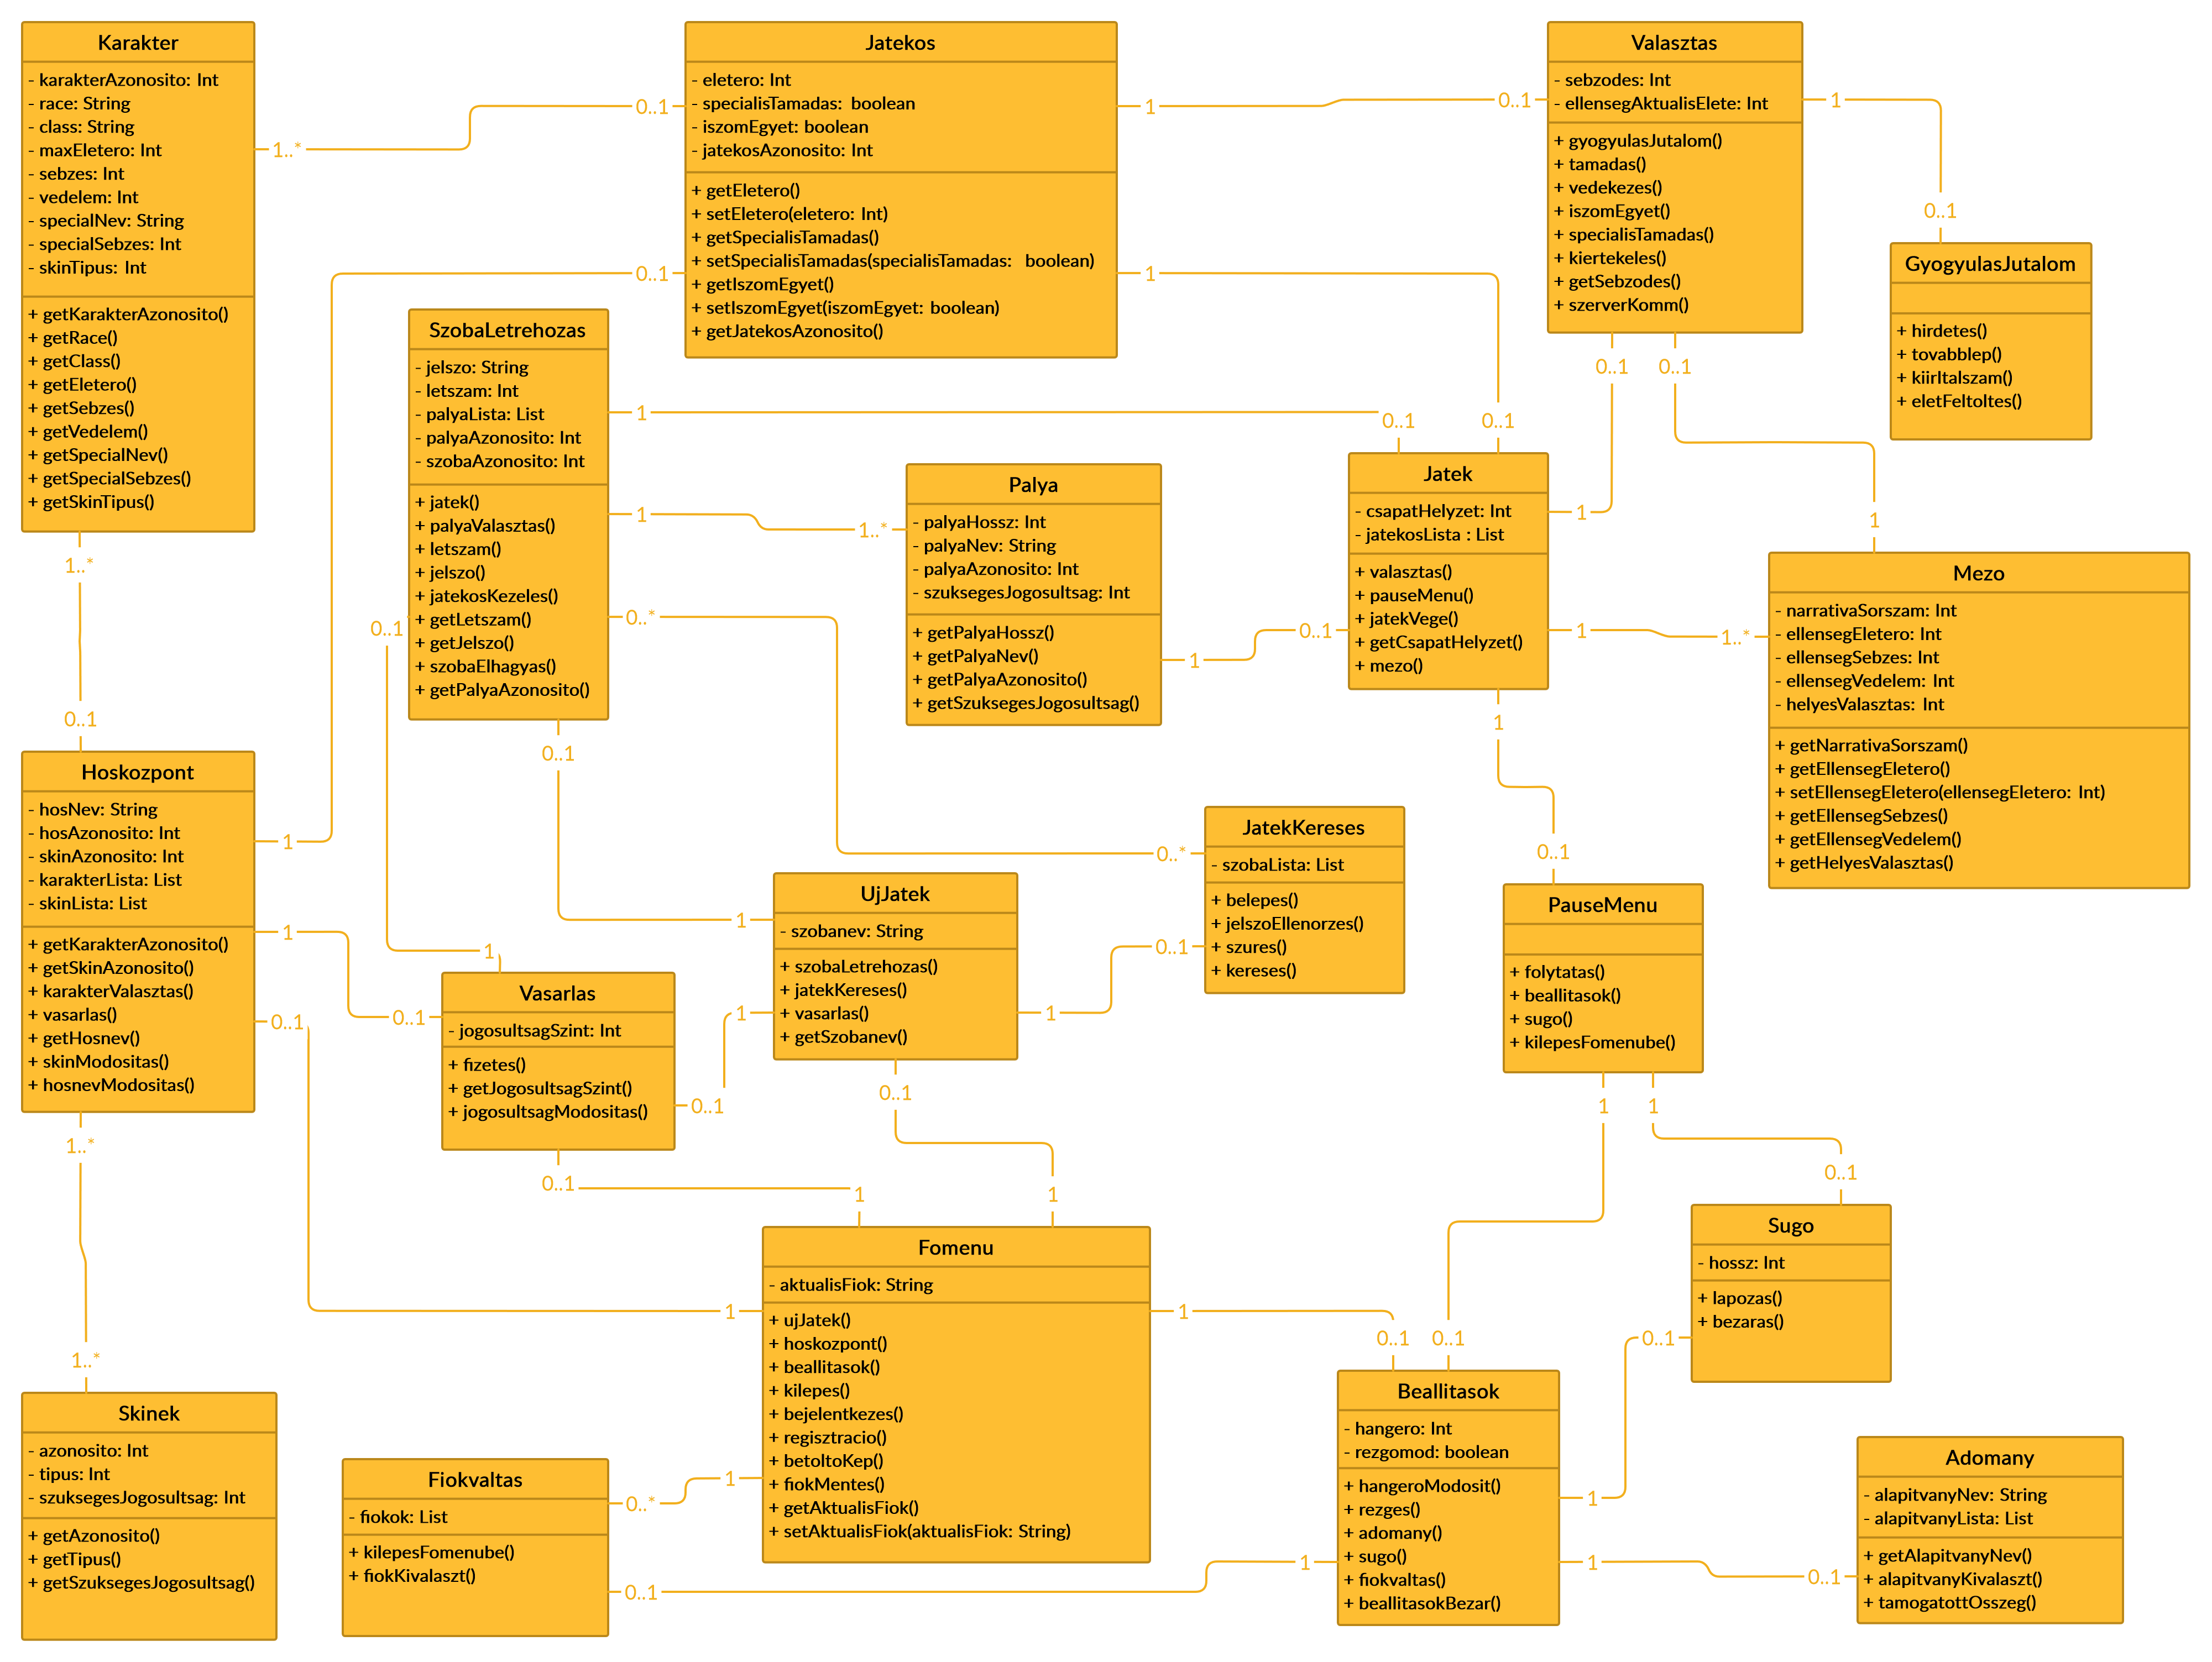 Karakter
- karakterAzonosito: Int
- race: String
- class: String
- maxEletero: Int
- sebzes: Int
- vedelem: Int
- specialNev: String
- specialSebzes: Int
- skinTipus: Int
+ getKarakterAzonosito()
+ getRace()
+ getClass()
+ getEletero()
+ getSebzes()
+ getVedelem()
+ getSpecialNev()
+ getSpecialSebzes()
+ getSkinTipus()
1..*
0..1
1..*
0..1
Jatekos
- eletero: Int
- specialisTamadas: boolean
- iszomEgyet: boolean
- jatekosAzonosito: Int
+ getEletero()
+ setEletero(eletero: Int)
+ getSpecialisTamadas()
+ setSpecialisTamadas(specialisTamadas: boolean)
+ getIszomEgyet()
+ setIszomEgyet(iszomEgyet: boolean)
+ getJatekosAzonosito()
1
0..1
0..1
1
1
0..1
Valasztas
- sebzodes: Int
- ellensegAktualisElete: Int
+ gyogyulasJutalom()
+ tamadas()
+ vedekezes()
+ iszomEgyet()
+ specialisTamadas()
+ kiertekeles()
+ getSebzodes()
+ szerverKomm()
1
0..1
GyogyulasJutalom
+ hirdetes()
+ tovabblep()
+ kiirItalszam()
+ eletFeltoltes()
0..1
1
0..1
1
SzobaLetrehozas
- jelszo: String
- letszam: Int
- palyaLista: List
- palyaAzonosito: Int
- szobaAzonosito: Int
+ jatek()
+ palyaValasztas()
+ letszam()
+ jelszo()
+ jatekosKezeles()
+ getLetszam()
+ getJelszo()
+ szobaElhagyas()
+ getPalyaAzonosito()
1
0..1
1
1..*
0..*
0..*
0..1
1
0..1
1
Palya
- palyaHossz: Int
- palyaNev: String
- palyaAzonosito: Int
- szuksegesJogosultsag: Int
+ getPalyaHossz()
+ getPalyaNev()
+ getPalyaAzonosito()
+ getSzuksegesJogosultsag()
1
0..1
Jatek
- csapatHelyzet: Int
- jatekosLista : List
+ valasztas()
+ pauseMenu()
+ jatekVege()
+ getCsapatHelyzet()
+ mezo()
1
1..*
1
0..1
Mezo
- narrativaSorszam: Int
- ellensegEletero: Int
- ellensegSebzes: Int
- ellensegVedelem: Int
- helyesValasztas: Int
+ getNarrativaSorszam()
+ getEllensegEletero()
+ setEllensegEletero(ellensegEletero: Int)
+ getEllensegSebzes()
+ getEllensegVedelem()
+ getHelyesValasztas()
Hoskozpont
- hosNev: String
- hosAzonosito: Int
- skinAzonosito: Int
- karakterLista: List
- skinLista: List
+ getKarakterAzonosito()
+ getSkinAzonosito()
+ karakterValasztas()
+ vasarlas()
+ getHosnev()
+ skinModositas()
+ hosnevModositas()
1
1
0..1
0..1
1
1..*
1..*
Vasarlas
- jogosultsagSzint: Int
+ fizetes()
+ getJogosultsagSzint()
+ jogosultsagModositas()
0..1
1
0..1
1
UjJatek
- szobanev: String
+ szobaLetrehozas()
+ jatekKereses()
+ vasarlas()
+ getSzobanev()
1
0..1
0..1
1
JatekKereses
- szobaLista: List
+ belepes()
+ jelszoEllenorzes()
+ szures()
+ kereses()
PauseMenu
+ folytatas()
+ beallitasok()
+ sugo()
+ kilepesFomenube()
1
0..1
1
0..1
Sugo
- hossz: Int
+ lapozas()
+ bezaras()
Fomenu
- aktualisFiok: String
+ ujJatek()
+ hoskozpont()
+ beallitasok()
+ kilepes()
+ bejelentkezes()
+ regisztracio()
+ betoltoKep()
+ fiokMentes()
+ getAktualisFiok()
+ setAktualisFiok(aktualisFiok: String)
1
0..1
1
0..*
Skinek
- azonosito: Int
- tipus: Int
- szuksegesJogosultsag: Int
+ getAzonosito()
+ getTipus()
+ getSzuksegesJogosultsag()
Fiokvaltas
- fiokok: List
+ kilepesFomenube()
+ fiokKivalaszt()
0..1
1
Beallitasok
- hangero: Int
- rezgomod: boolean
+ hangeroModosit()
+ rezges()
+ adomany()
+ sugo()
+ fiokvaltas()
+ beallitasokBezar()
1
0..1
1
0..1
Adomany
- alapitvanyNev: String
- alapitvanyLista: List
+ getAlapitvanyNev()
+ alapitvanyKivalaszt()
+ tamogatottOsszeg()